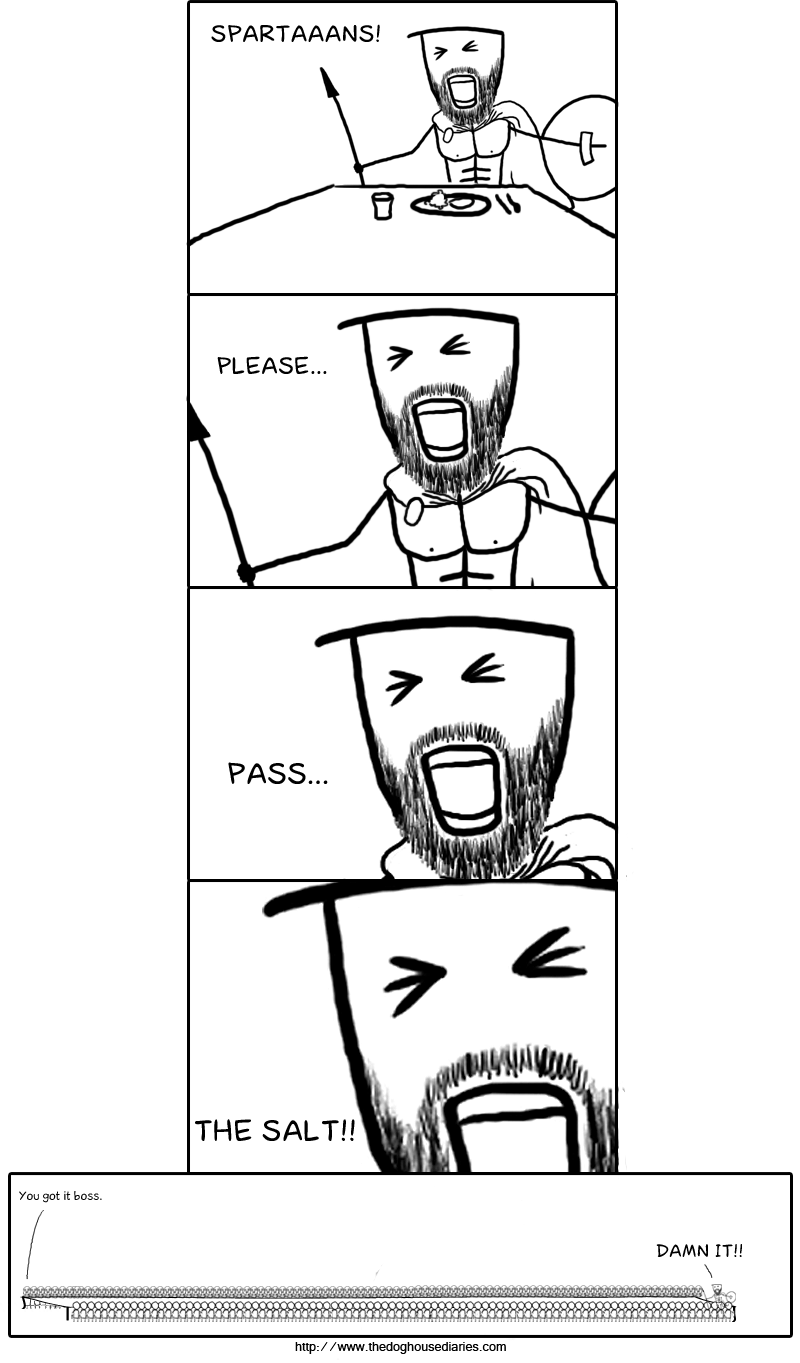 SPARTAAANS!
PLEASE...
PASS...
THE SALT!!
You got it boss.
DAMN IT!!
http://www.thedoghousediaries.com